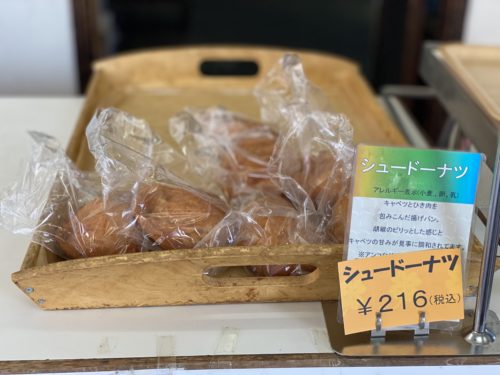 シュードーナツ
アレルギー表示(小麦、卵、乳)
キャベツとひき肉を
包みこんだ揚げパン。
胡椒のピリッとした感じと
キャベツの甘みが見事に調和されてます。
シュードーナツ
¥216(税込)